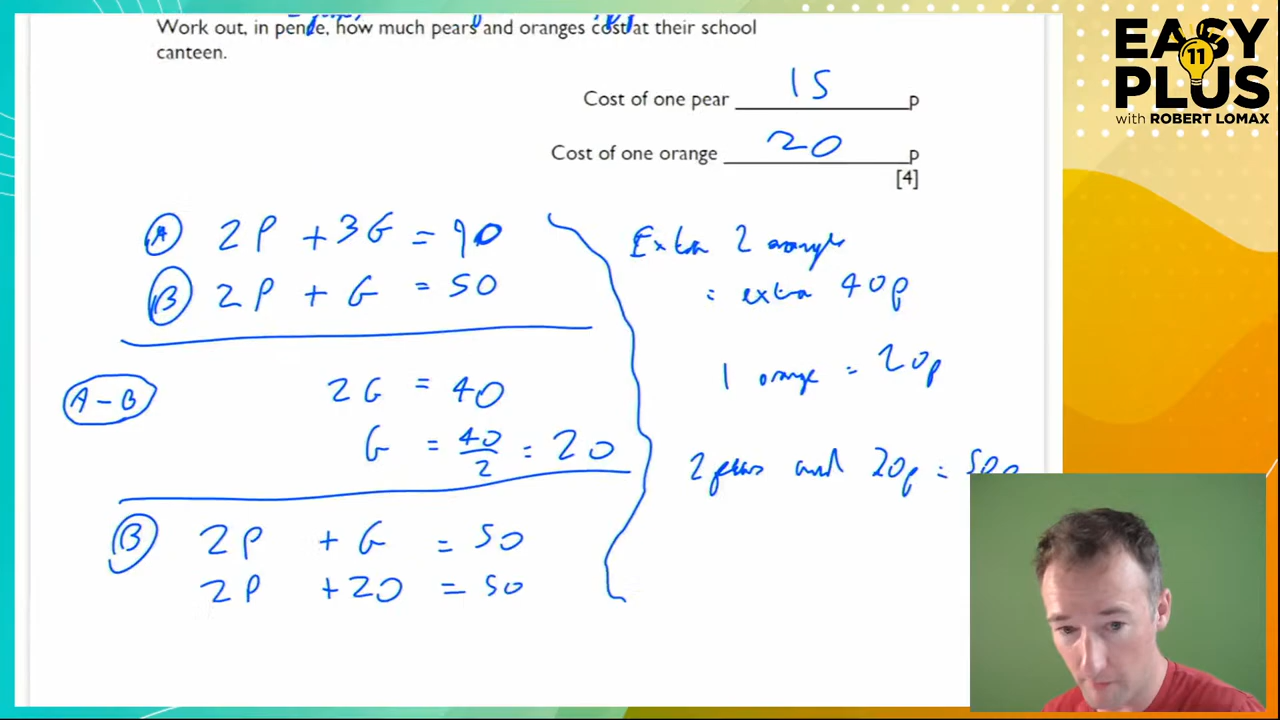 Work out, in pence, how much pears and oranges cost at their school
canteen.
Cost of one pear 15 p
Cost of one orange 20 p
[4]
A 2P + 3G = 90
B 2P + G = 50
A - B 2G = 40
G = 40/2 = 20
B 2P + G = 50
2P + 20 = 50
Extra 2 oranges
= extra 40p
1 orange = 20p
2 pears and 20p = 50p
EASY
11
PLUS
with ROBERT LOMAX